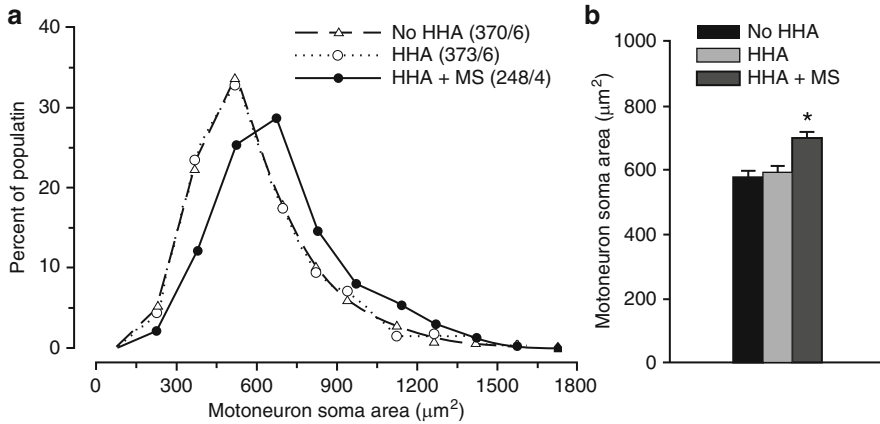 a
No HHA (370/6)
HHA (373/6)
HHA + MS (248/4)
Percent of populatin
40
30
20
10
0
0 300 600 900 1200 1500 1800
Motoneuron soma area (μm²)
b
No HHA
HHA
HHA + MS
Motoneuron soma area (μm²)
1000
800
600
400
200
0
*